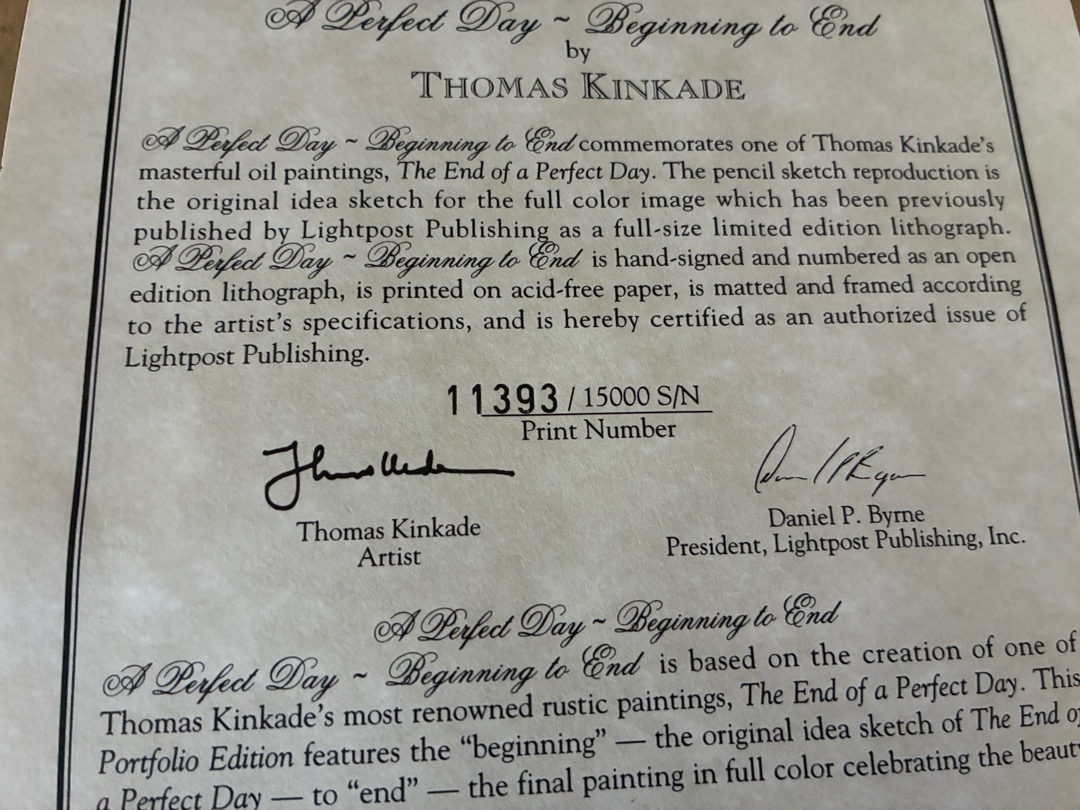 A Perfect Day ~ Beginning to End
by
THOMAS KINKADE
A Perfect Day ~ Beginning to End commemorates one of Thomas Kinkade's
masterful oil paintings, The End of a Perfect Day. The pencil sketch reproduction is
the original idea sketch for the full color image which has been previously
published by Lightpost Publishing as a full-size limited edition lithograph.
A Perfect Day ~ Beginning to End is hand-signed and numbered as an open
edition lithograph, is printed on acid-free paper, is matted and framed according
to the artist's specifications, and is hereby certified as an authorized issue of
Lightpost Publishing.
11393 / 15000 S/N
Print Number
Thomas Kinkade
Artist
Daniel P. Byrne
President, Lightpost Publishing, Inc.
A Perfect Day ~ Beginning to End
A Perfect Day ~ Beginning to End is based on the creation of one of
Thomas Kinkade's most renowned rustic paintings, The End of a Perfect Day. This
Portfolio Edition features the “beginning” — the original idea sketch of The End
a Perfect Day — to “end” — the final painting in full color celebrating the